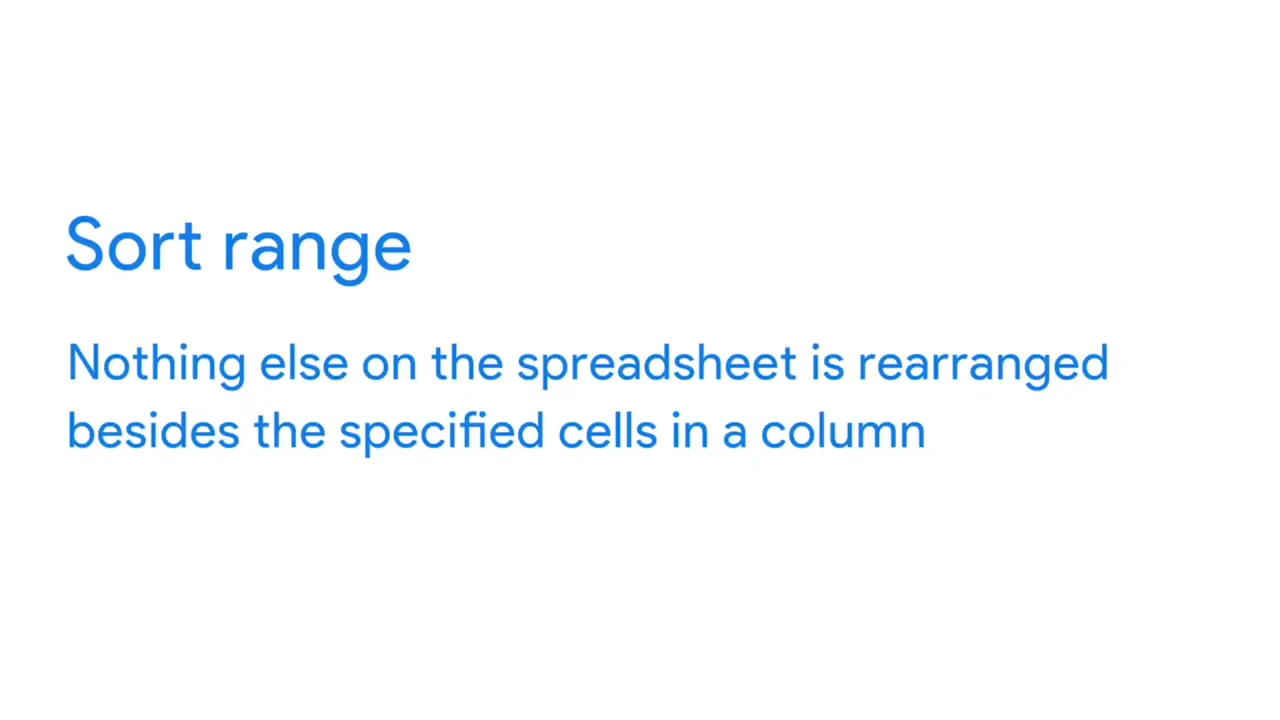 Sort range
Nothing else on the spreadsheet is rearranged
besides the specified cells in a column